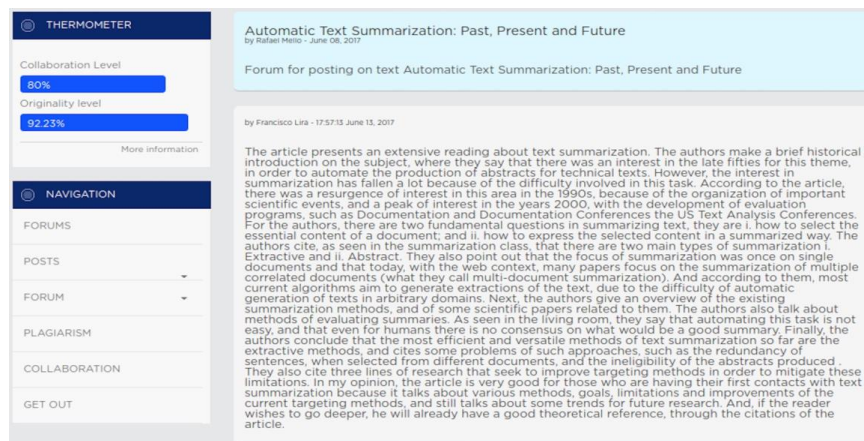 THERMOMETER
Collaboration Level
80%
Originality level
92.23%
More information
NAVIGATION
FORUMS
POSTS
FORUM
PLAGIARISM
COLLABORATION
GET OUT
Automatic Text Summarization: Past, Present and Future
by Rafael Mello - June 08, 2017
Forum for posting on text Automatic Text Summarization: Past, Present and Future
by Francisco Lira - 17:57:13 June 13, 2017
The article presents an extensive reading about text summarization. The authors make a brief historical
introduction on the subject, where they say that there was an interest in the late fifties for this theme,
in order to automate the production of abstracts for technical texts. However, the interest in
summarization has fallen a lot because of the difficulty involved in this task. According to the article,
there was a resurgence of interest in this area in the 1990s, because of the organization of important
scientific events, and a peak of interest in the years 2000, with the development of evaluation
programs, such as Documentation and Documentation Conferences the US Text Analysis Conferences.
For the authors, there are two fundamental questions in summarizing text, they are i. how to select the
essential content of a document; and ii. how to express the selected content in a summarized way. The
authors cite, as seen in the summarization class, that there are two main types of summarization i.
Extractive and ii. Abstract. They also point out that the focus of summarization was once on single
documents and that today, with the web context, many papers focus on the summarization of multiple
correlated documents (what they call multi-document summarization). And according to them, most
current algorithms aim to generate extractions of the text, due to the difficulty of automatic
generation of texts in arbitrary domains. Next, the authors give an overview of the existing
summarization methods, and of some scientific papers related to them. The authors also talk about
methods of evaluating summaries. As seen in the living room, they say that automating this task is not
easy, and that even for humans there is no consensus on what would be a good summary. Finally, the
authors conclude that the most efficient and versatile methods of text summarization so far are the
extractive methods, and cites some problems of such approaches, such as the redundancy of
sentences, when selected from different documents, and the ineligibility of the abstracts produced .
They also cite three lines of research that seek to improve targeting methods in order to mitigate these
limitations. In my opinion, the article is very good for those who are having their first contacts with text
summarization because it talks about various methods, goals, limitations and improvements of the
current targeting methods, and still talks about some trends for future research. And, if the reader
wishes to go deeper, he will already have a good theoretical reference, through the citations of the
article.